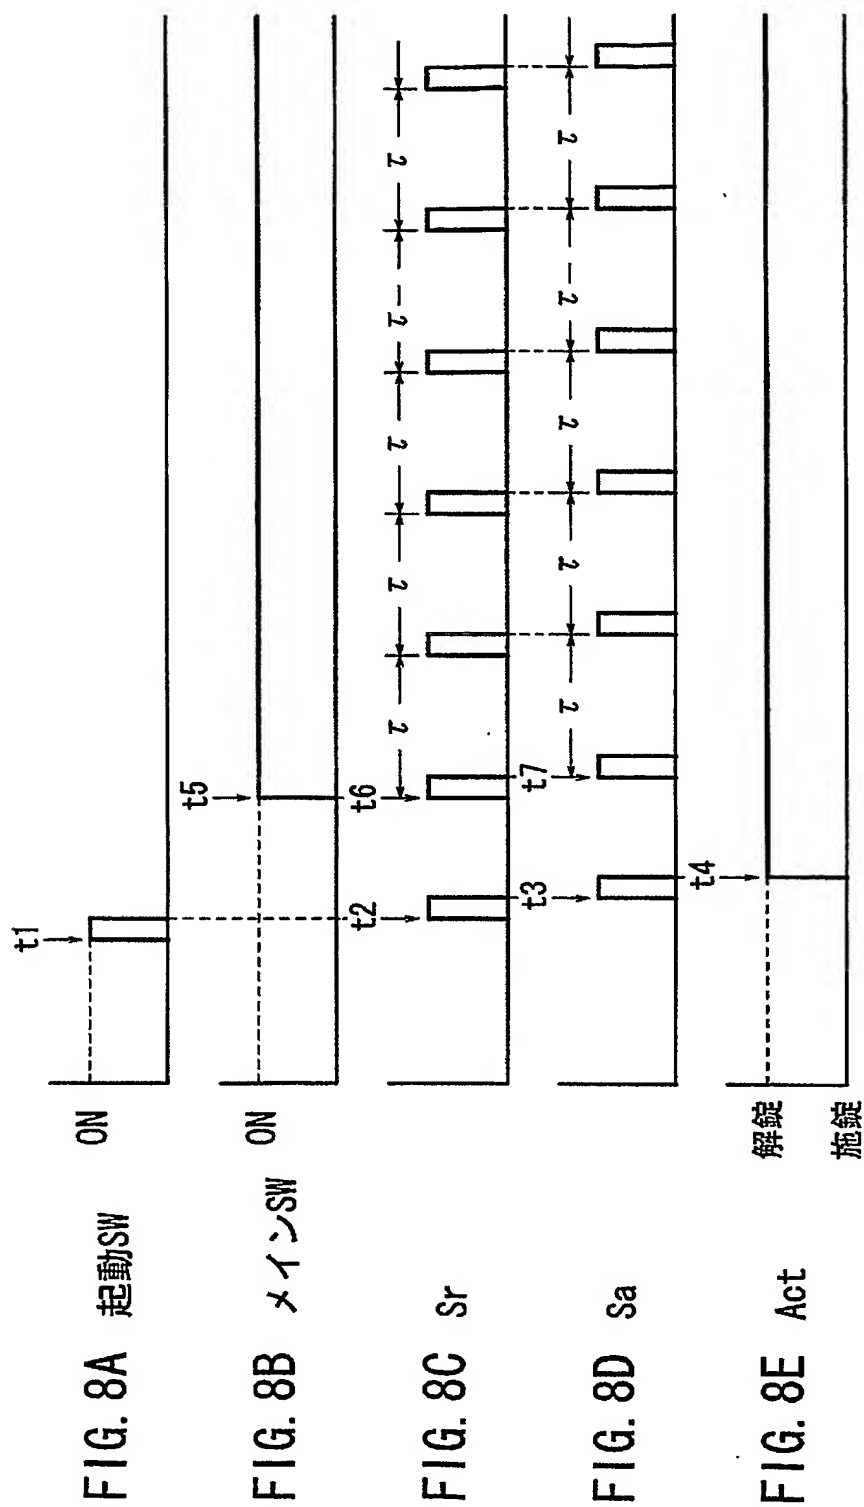 FIG. 8A 起動SW
ON
t1
FIG. 8B メインSW
ON
t5
FIG. 8C Sr
t2
t6
τ
τ
τ
τ
τ
FIG. 8D Sa
t3
t7
τ
τ
τ
τ
τ
FIG. 8E Act
解錠
施錠
t4